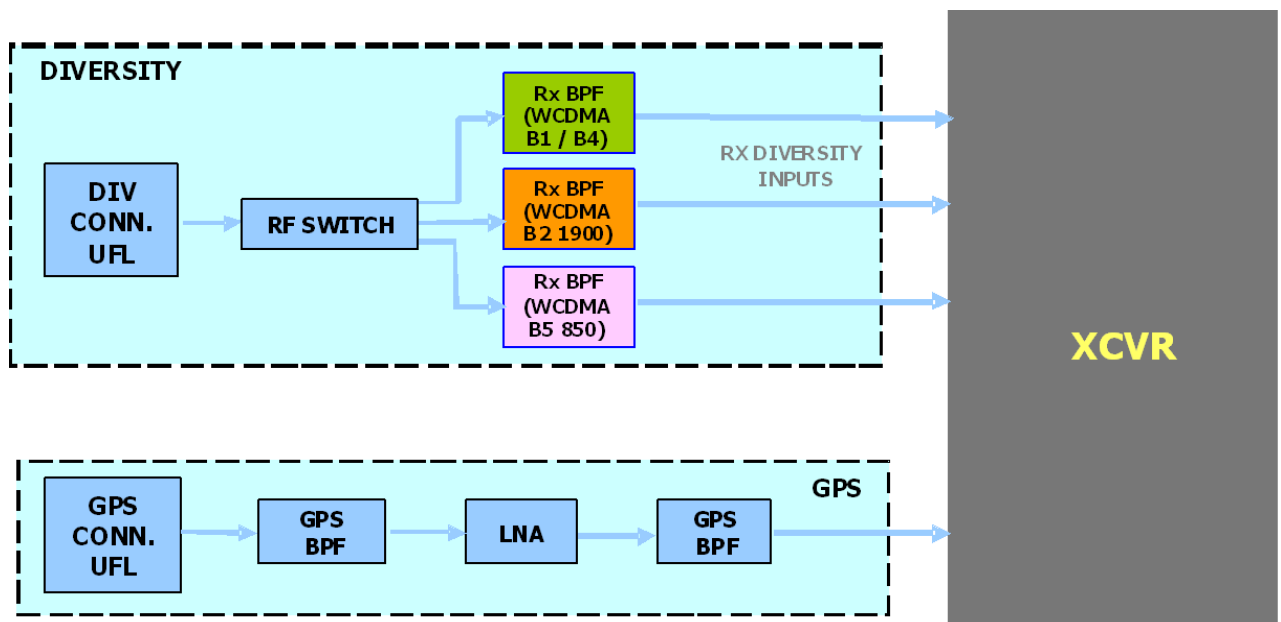 DIVERSITY
DIV
CONN.
UFL
RF SWITCH
Rx BPF
(WCDMA
B1 / B4)
Rx BPF
(WCDMA
B2 1900)
Rx BPF
(WCDMA
B5 850)
RX DIVERSITY
INPUTS
XCVR
GPS
GPS
CONN.
UFL
GPS
BPF
LNA
GPS
BPF